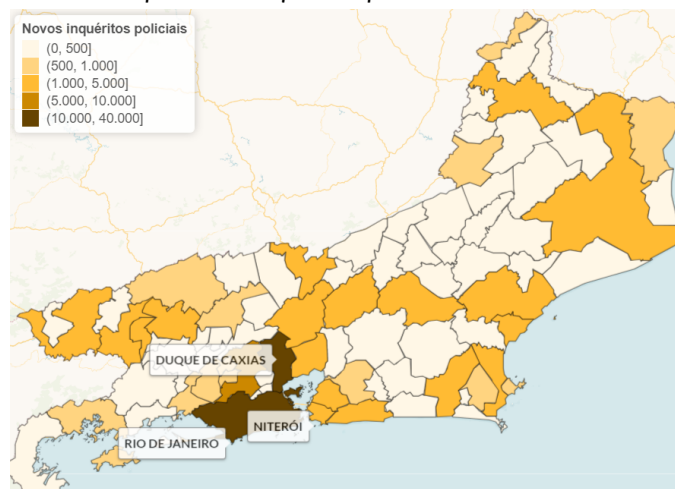 Novos inquéritos policiais
(0, 500]
(500, 1.000]
(1.000, 5.000]
(5.000, 10.000]
(10.000, 40.000]
DUQUE DE CAXIAS
NITERÓI
RIO DE JANEIRO